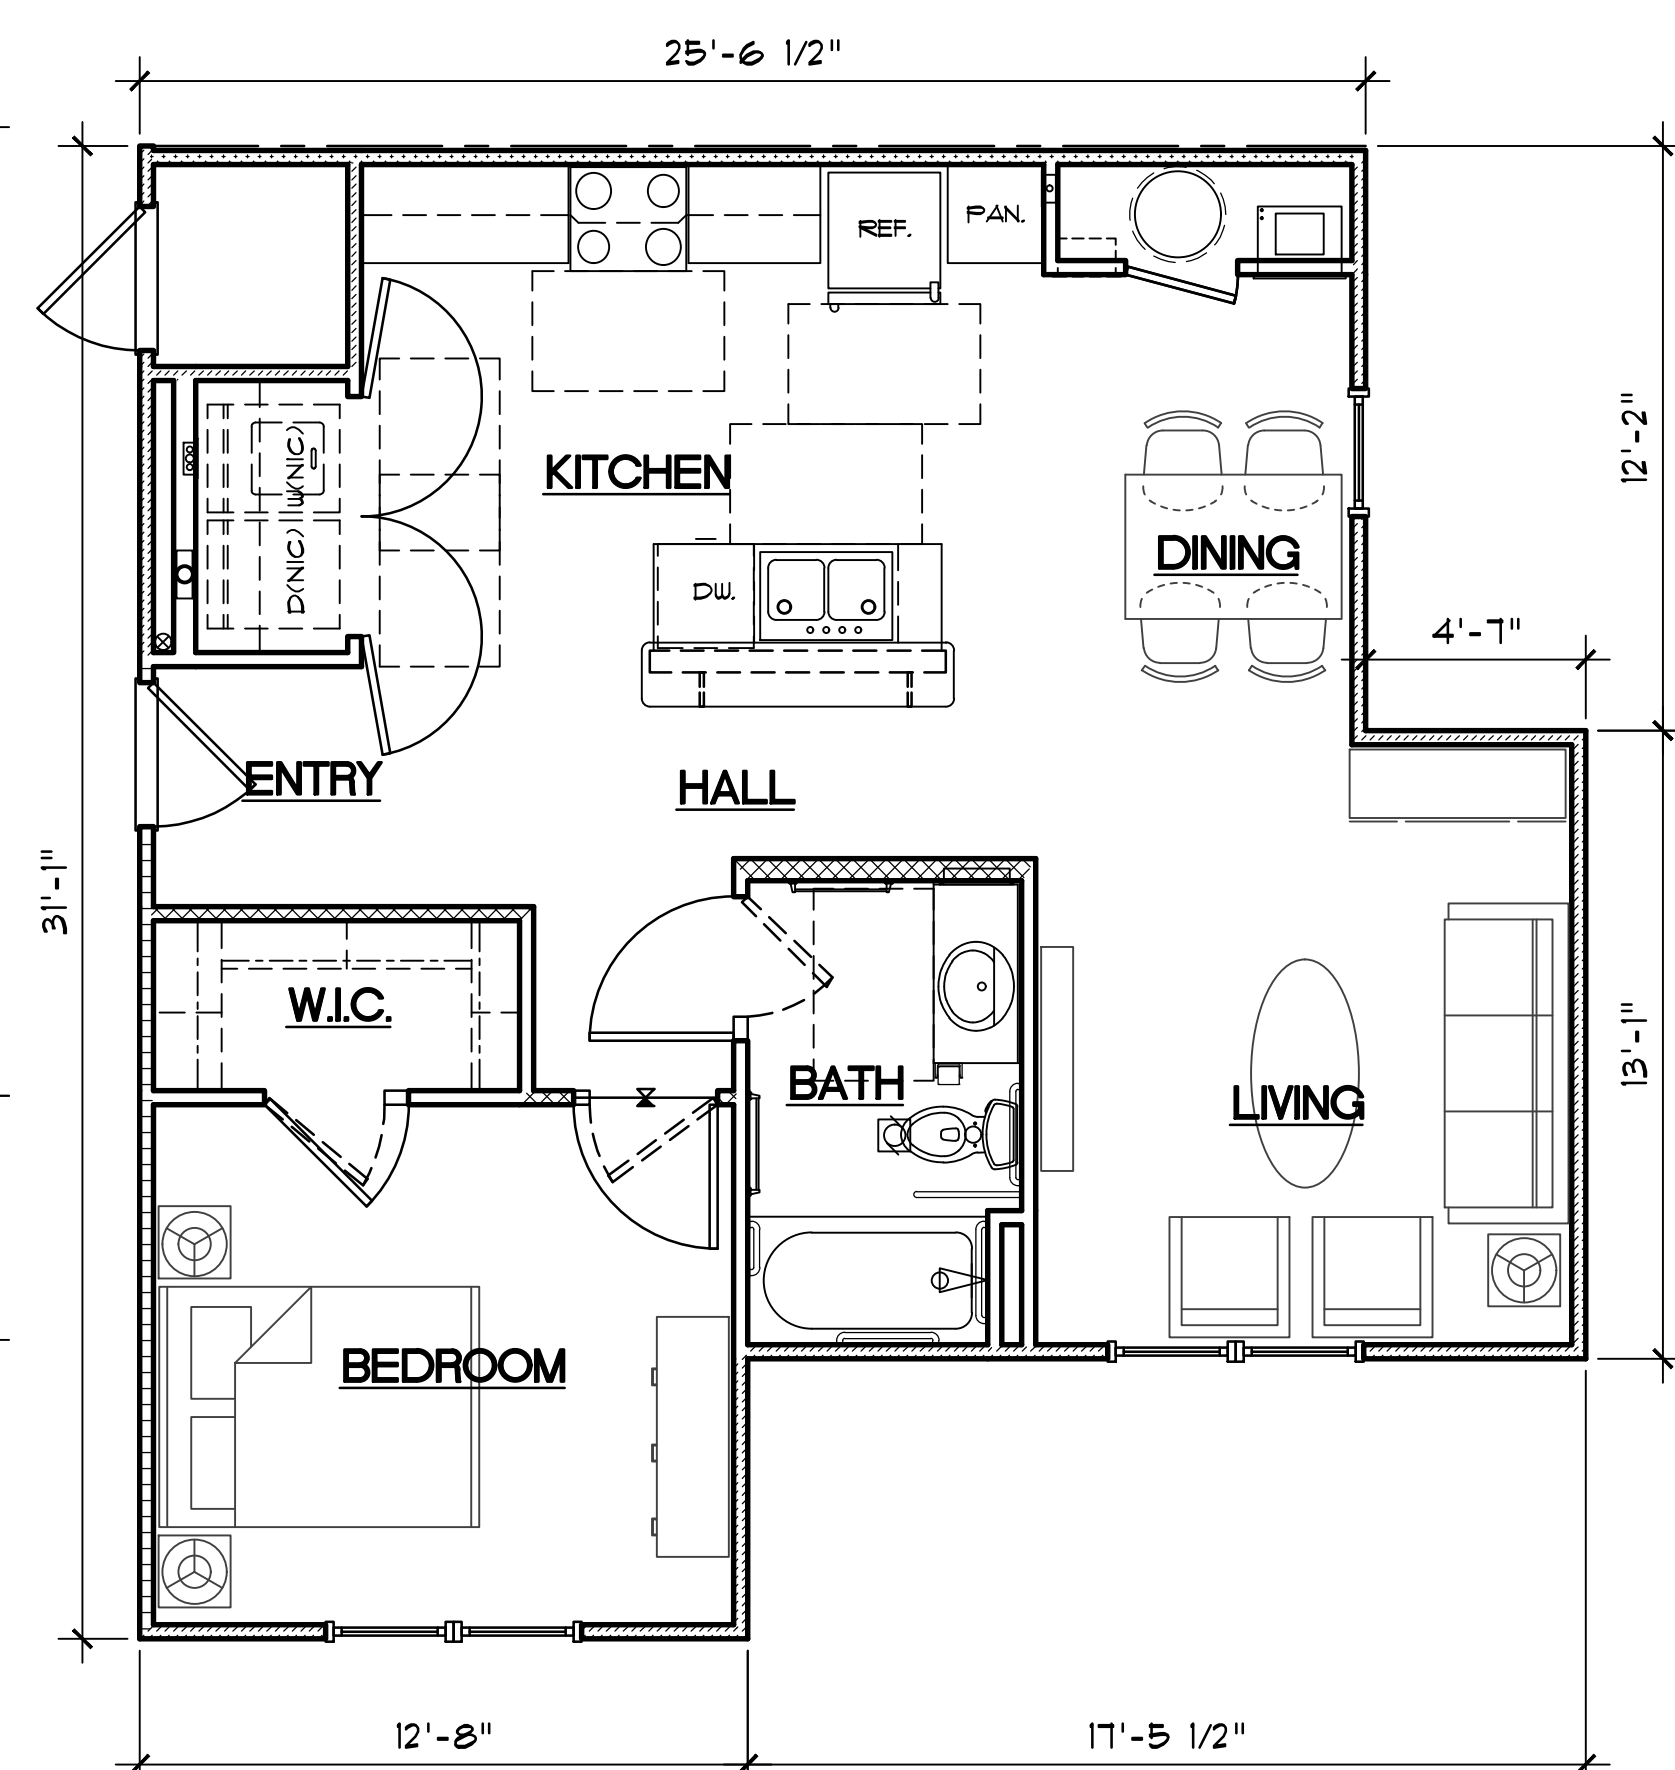 25'-6 1/2"
REF.
PAN.
12'-2"
KITCHEN
W(NIC)
D(NIC)
DW.
DINING
4'-7"
ENTRY
HALL
31'-1"
W.I.C.
BATH
LIVING
13'-1"
BEDROOM
12'-8"
17'-5 1/2"